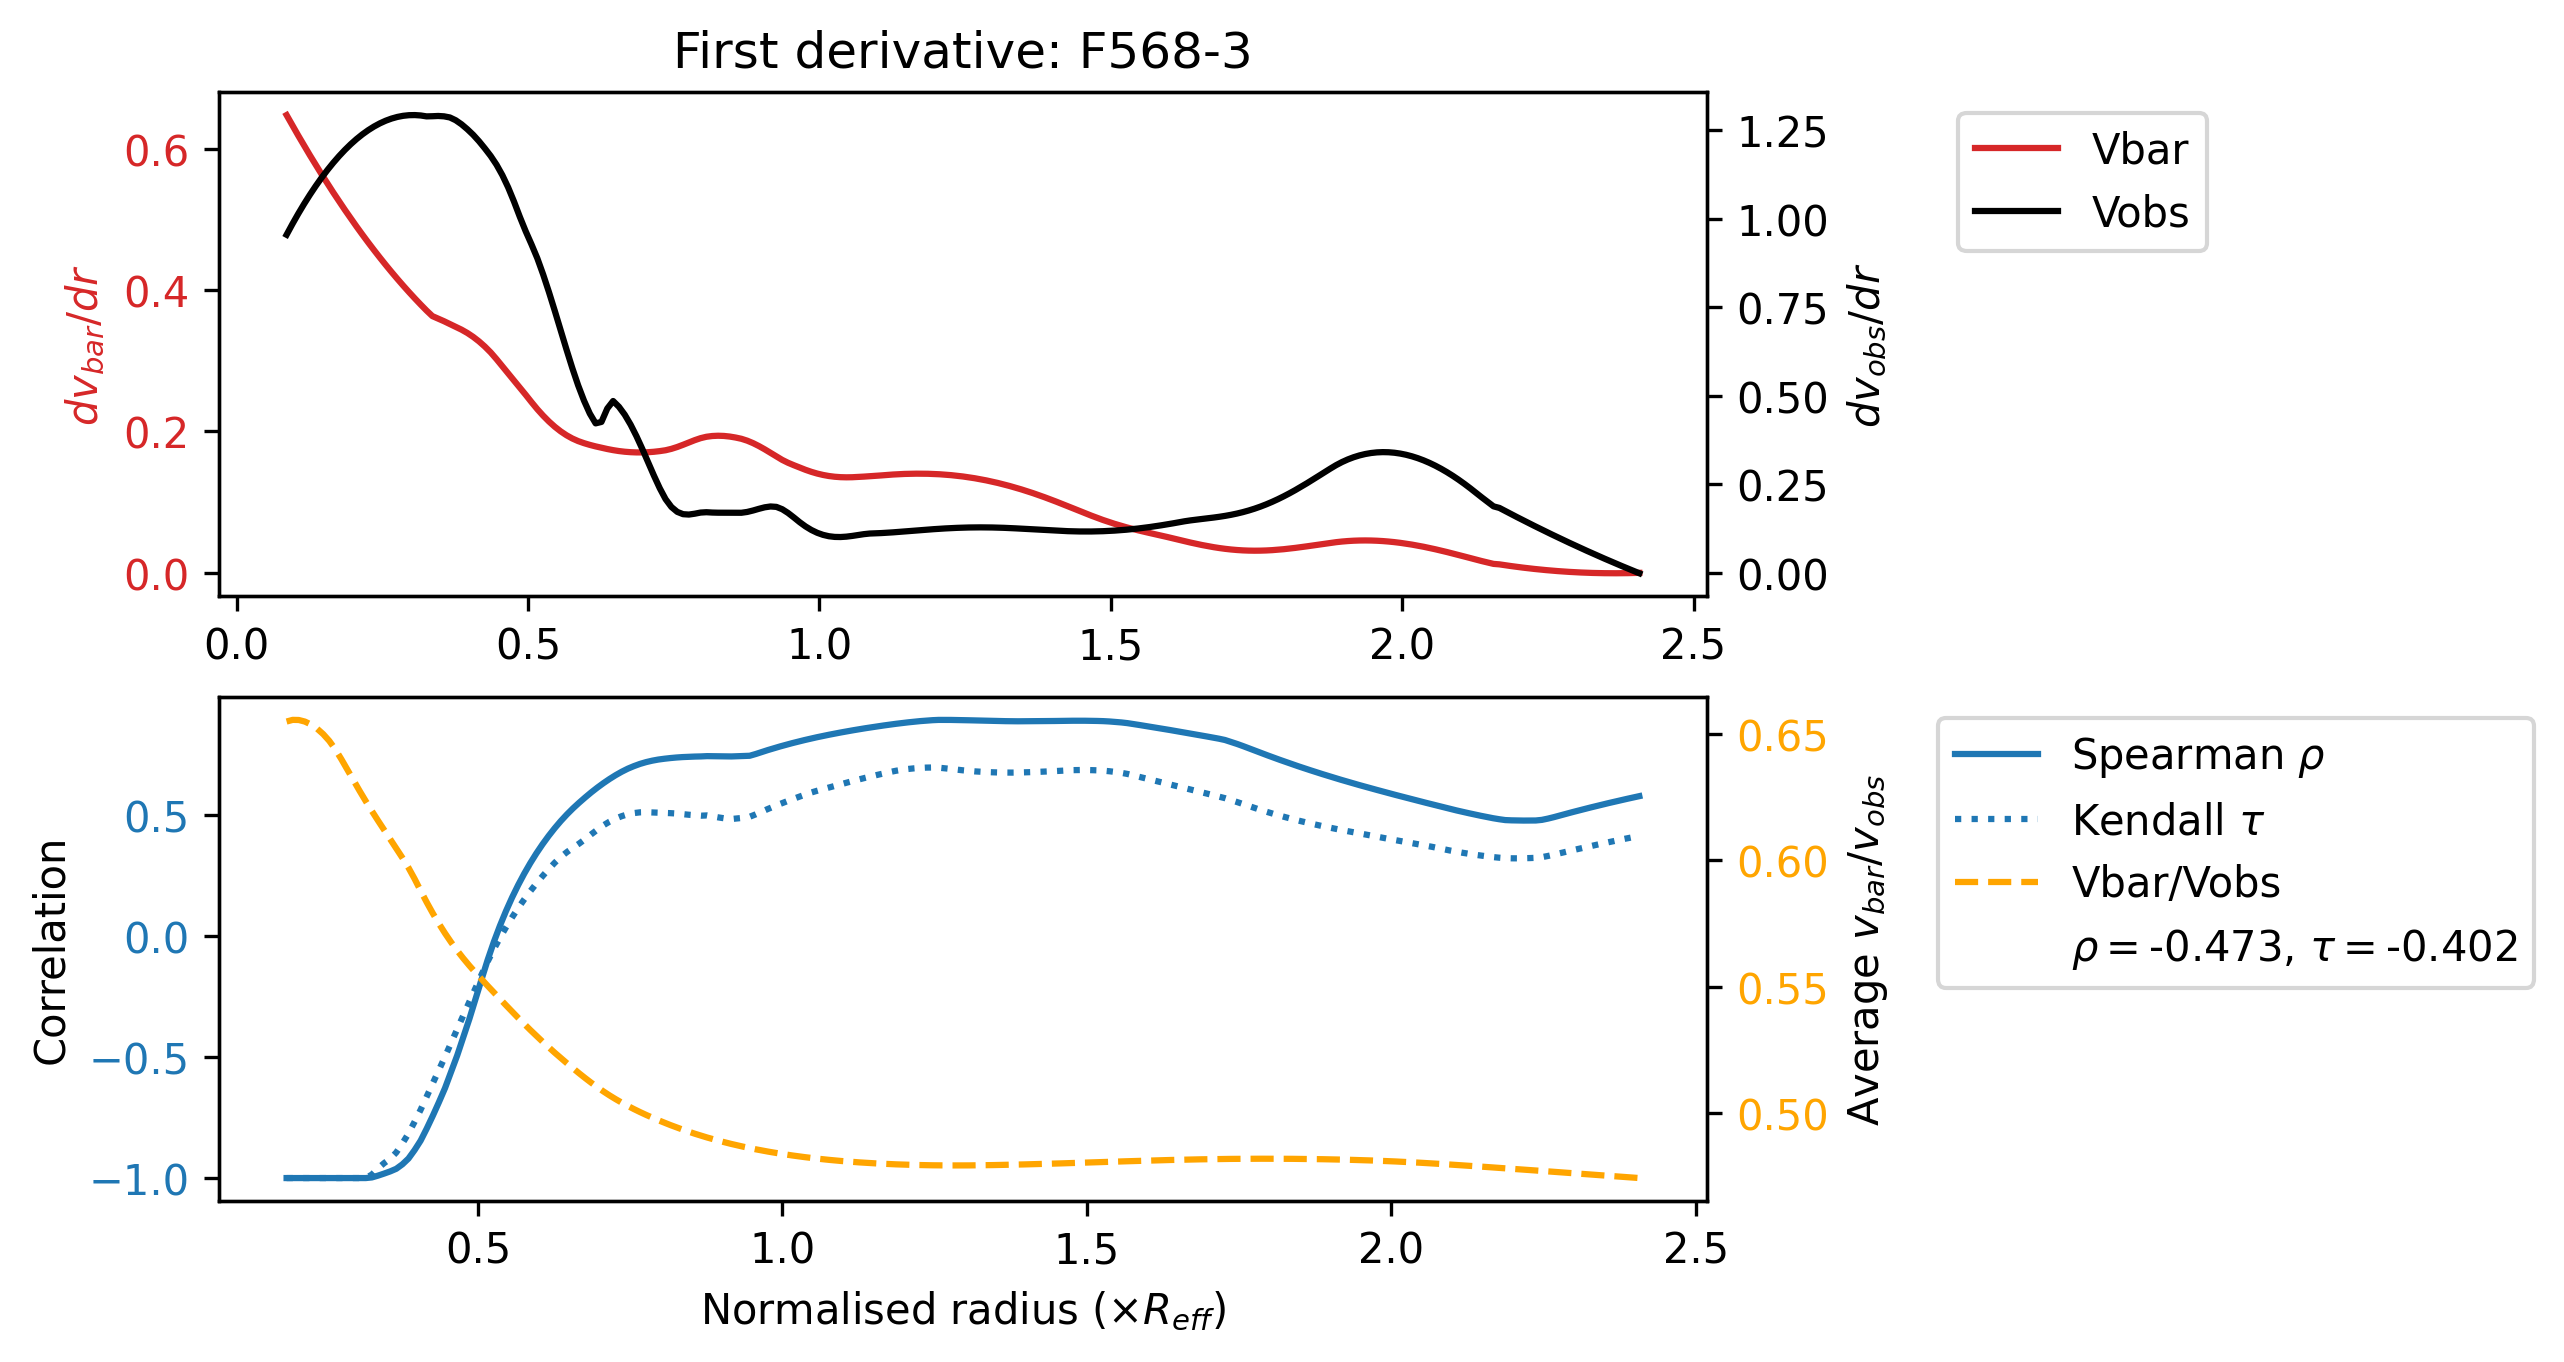 First derivative: F568-3
0.6
0.4
0.2
0.0
dv_bar/dr
1.25
1.00
0.75
0.50
0.25
0.00
dv_obs/dr
0.0 0.5 1.0 1.5 2.0 2.5
Vbar
Vobs
0.5
0.0
−0.5
−1.0
Correlation
0.65
0.60
0.55
0.50
Average v_bar/v_obs
0.5 1.0 1.5 2.0 2.5
Normalised radius (×R_eff)
Spearman ρ
Kendall τ
Vbar/Vobs
ρ = -0.473, τ = -0.402